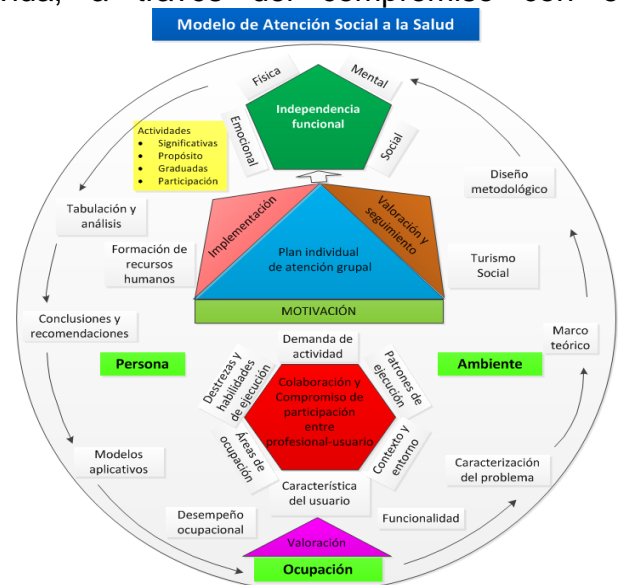 a través del compromiso con
Modelo de Atención Social a la Salud
Física
Mental
Independencia
funcional
Emocional
Social
Actividades
• Significativas
• Propósito
• Graduadas
• Participación
Diseño
metodológico
Tabulación y
análisis
Implementación
Valoración y
seguimiento
Formación de
recursos
humanos
Plan individual
de atención grupal
Turismo
Social
MOTIVACIÓN
Conclusiones y
recomendaciones
Marco
teórico
Demanda de
actividad
Persona
Ambiente
Destrezas y
habilidades
de ejecución
Patrones de
ejecución
Colaboración y
Compromiso de
participación
entre
profesional-usuario
Áreas de
ocupación
Contexto y
entorno
Modelos
aplicativos
Caracterización
del problema
Característica
del usuario
Desempeño
ocupacional
Funcionalidad
Valoración
Ocupación